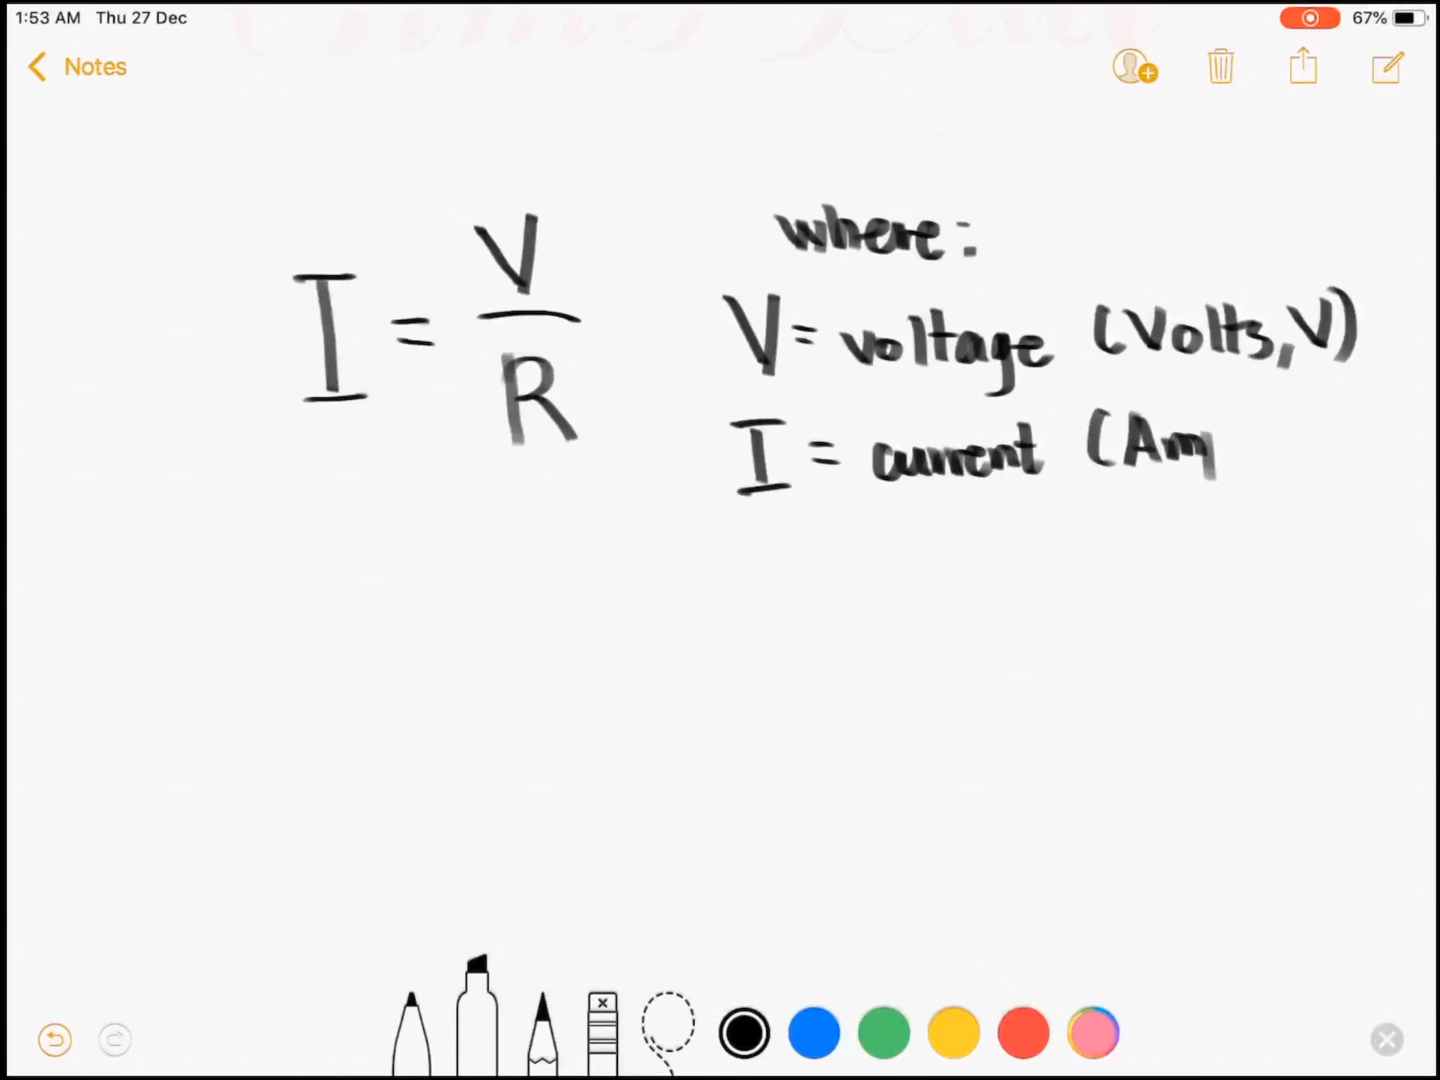 1:53 AM Thu 27 Dec 67%
Notes
I = V
R
where:
V = voltage (Volts, V)
I = current (Am